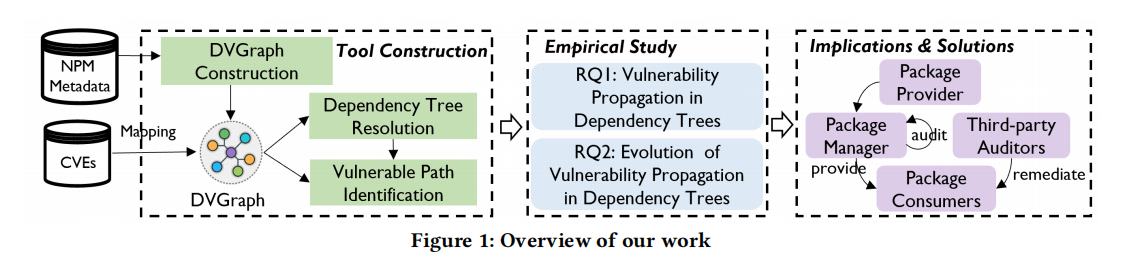 NPM
Metadata
CVEs
Mapping
Tool Construction
DVGraph
Construction
DVGraph
Dependency Tree
Resolution
Vulnerable Path
Identification
Empirical Study
RQ1: Vulnerability
Propagation in
Dependency Trees
RQ2: Evolution of
Vulnerability Propagation
in Dependency Trees
Implications & Solutions
Package
Provider
Package
Manager
audit
Third-party
Auditors
provide
remediate
Package
Consumers
Figure 1: Overview of our work